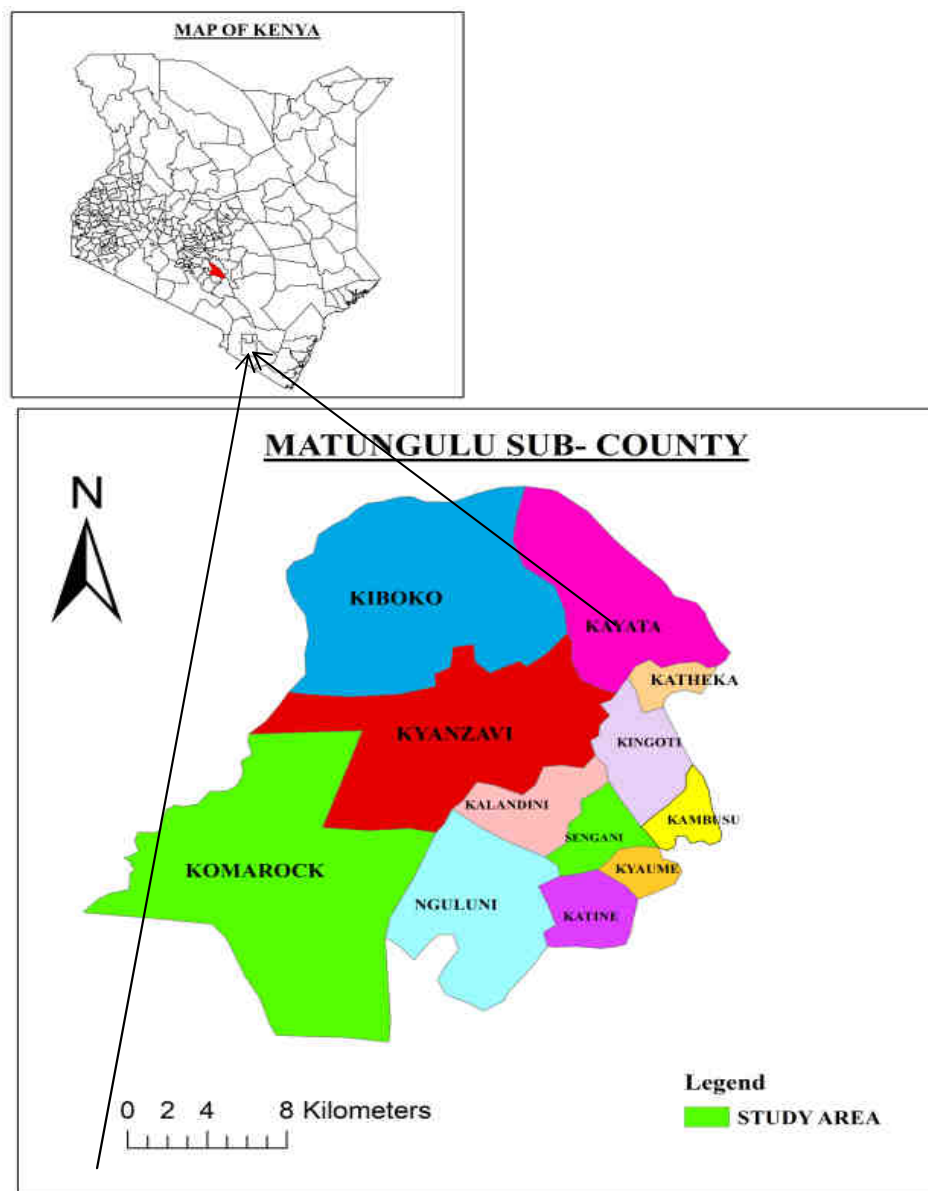 MAP OF KENYA
MATUNGULU SUB- COUNTY
N
KIBOKO
KAYATA
KATHEKA
KYANZAVI
KINGOTI
KALANDINI
KAMBUSU
SENGANI
KOMAROCK
KYAUME
NGULUNI
KATINE
Legend
0 2 4 8 Kilometers
STUDY AREA